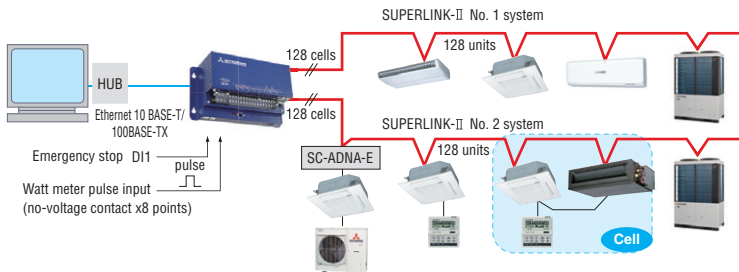 SUPERLINK-Ⅱ No. 1 system
128 cells
128 units
HUB
Ethernet 10 BASE-T/
100BASE-TX
128 cells
SUPERLINK-Ⅱ No. 2 system
128 units
Emergency stop DI1
pulse
SC-ADNA-E
Watt meter pulse input
(no-voltage contact x8 points)
Cell